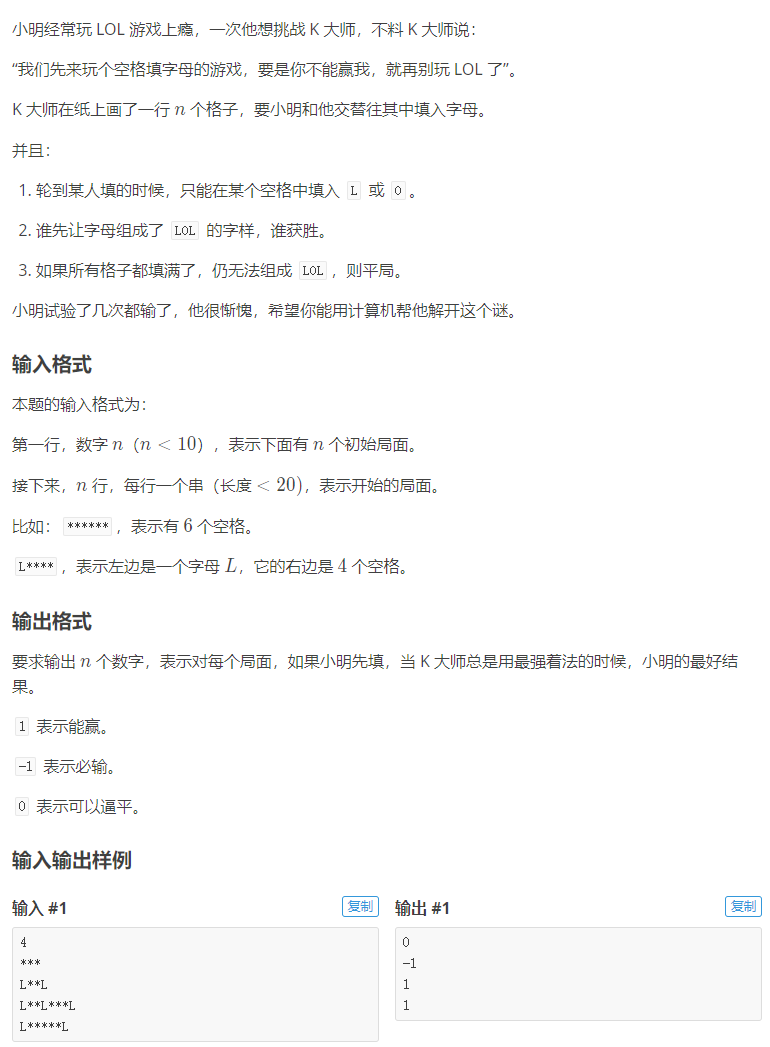 小明经常玩 LOL 游戏上瘾，一次他想挑战 K 大师，不料 K 大师说：
“我们先来玩个空格填字母的游戏，要是你不能赢我，就再别玩 LOL 了”。
K 大师在纸上画了一行 n 个格子，要小明和他交替往其中填入字母。
并且：
1. 轮到某人填的时候，只能在某个空格中填入 L 或 O 。
2. 谁先让字母组成了 LOL 的字样，谁获胜。
3. 如果所有格子都填满了，仍无法组成 LOL ，则平局。
小明试验了几次都输了，他很惭愧，希望你能用计算机帮他解开这个谜。
输入格式
本题的输入格式为：
第一行，数字 n（n < 10），表示下面有 n 个初始局面。
接下来，n 行，每行一个串（长度 < 20)，表示开始的局面。
比如： ****** ，表示有 6 个空格。
L**** ，表示左边是一个字母 L，它的右边是 4 个空格。
输出格式
要求输出 n 个数字，表示对每个局面，如果小明先填，当 K 大师总是用最强着法的时候，小明的最好结
果。
1 表示能赢。
-1 表示必输。
0 表示可以逼平。
输入输出样例
输入 #1 复制
4
***
L**L
L**L***L
L*****L
输出 #1 复制
0
-1
1
1